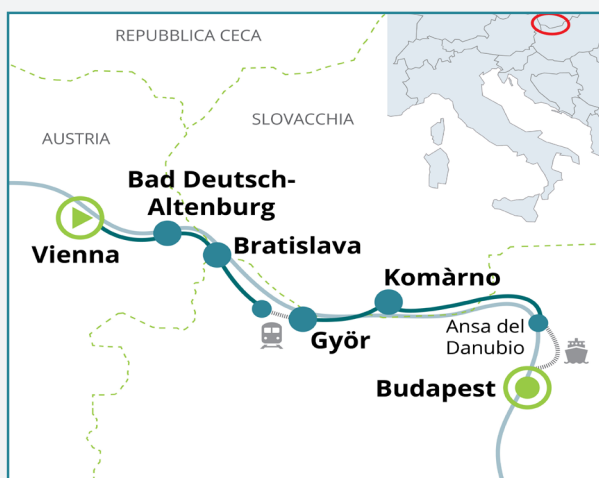 REPUBBLICA CECA
SLOVACCHIA
AUSTRIA
Bad Deutsch-
Altenburg
Vienna
Bratislava
Komàrno
Györ
Ansa del
Danubio
Budapest